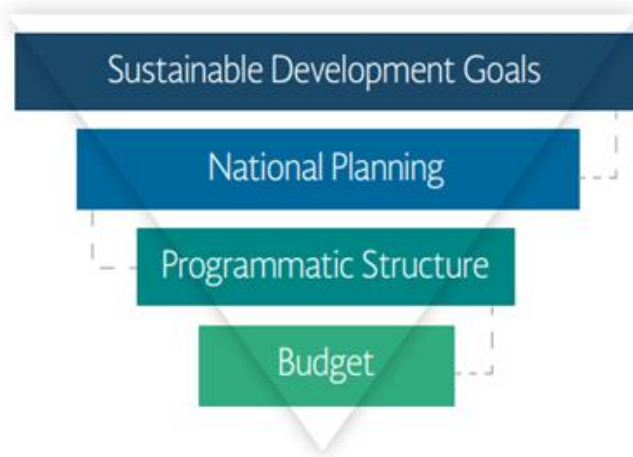 Sustainable Development Goals
National Planning
Programmatic Structure
Budget